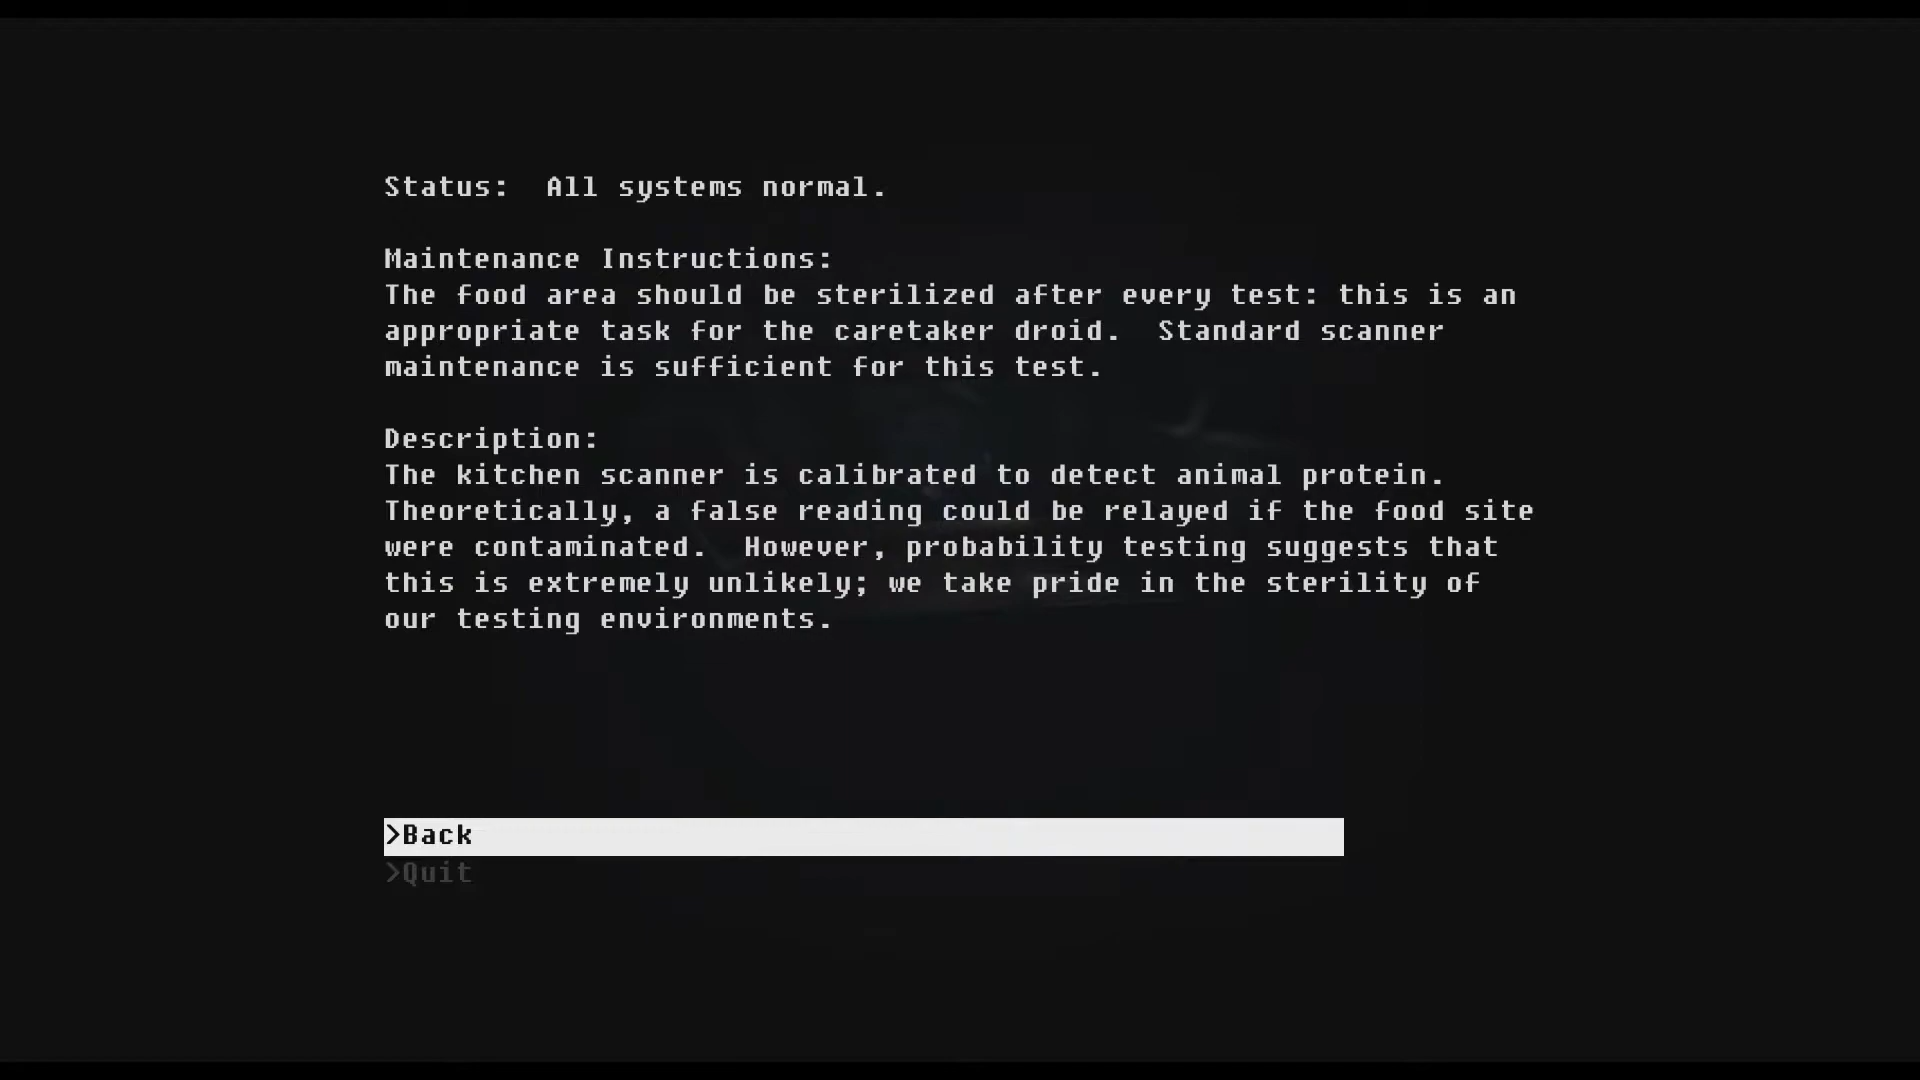 Status:  All systems normal.
Maintenance Instructions:
The food area should be sterilized after every test: this is an
appropriate task for the caretaker droid.  Standard scanner
maintenance is sufficient for this test.
Description:
The kitchen scanner is calibrated to detect animal protein.
Theoretically, a false reading could be relayed if the food site
were contaminated.  However, probability testing suggests that
this is extremely unlikely; we take pride in the sterility of
our testing environments.
>Back
>Quit